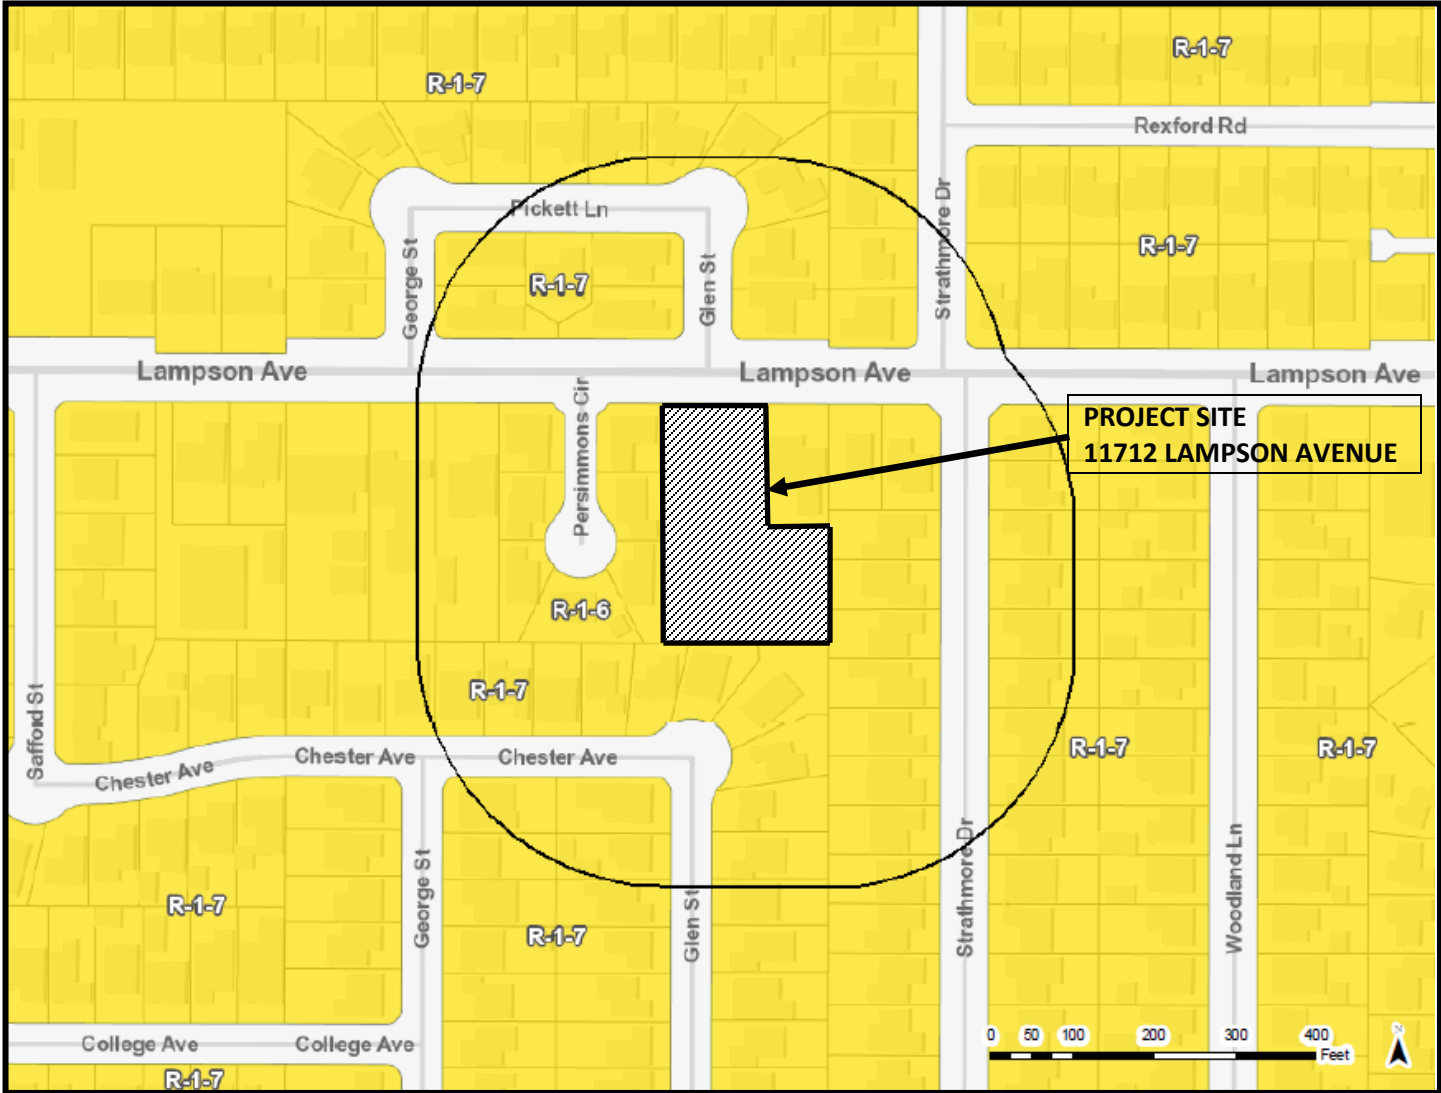 R-1-7
R-1-7
Rexford Rd
Pickett Ln
Strathmore Dr
George St
R-1-7
Glen St
R-1-7
Lampson Ave
Lampson Ave
Lampson Ave
Persimmons Cir
PROJECT SITE
11712 LAMPSON AVENUE
R-1-6
R-1-7
Safford St
Chester Ave
Chester Ave
Chester Ave
R-1-7
R-1-7
R-1-7
George St
Glen St
Strathmore Dr
Woodland Ln
R-1-7
College Ave
College Ave
R-1-7
0 50 100 200 300 400
Feet
N